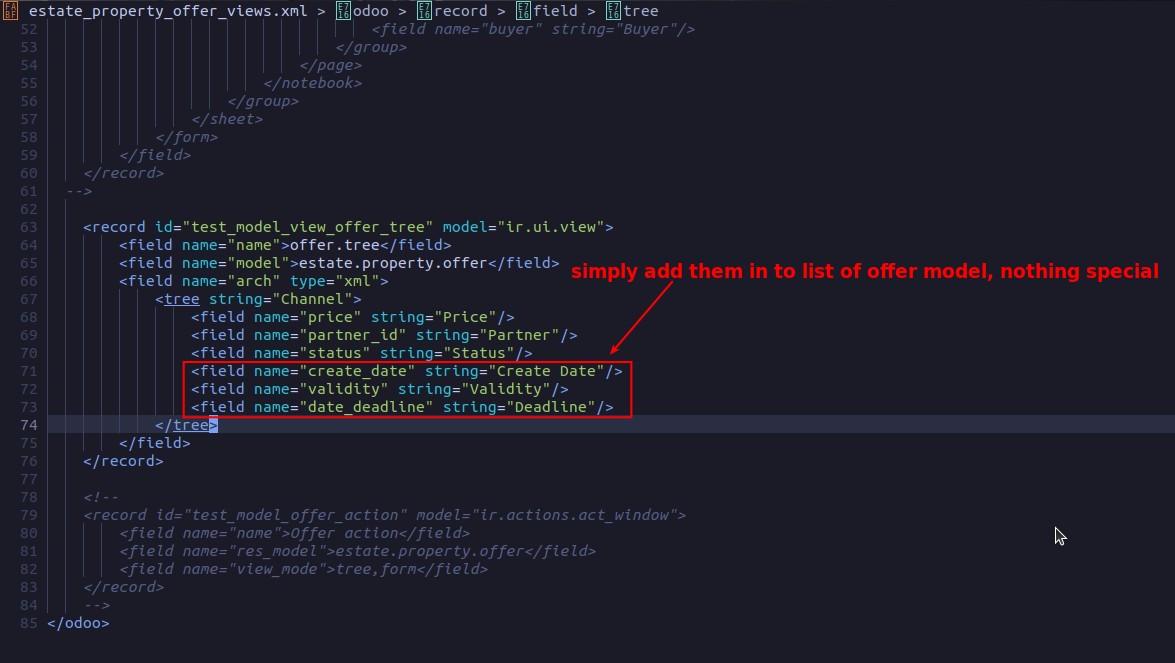 estate_property_offer_views.xml > odoo > record > field > tree
52 <field name="buyer" string="Buyer"/>
53 </group>
54 </page>
55 </notebook>
56 </group>
57 </sheet>
58 </form>
59 </field>
60 </record>
61 -->
62
63 <record id="test_model_view_offer_tree" model="ir.ui.view">
64 <field name="name">offer.tree</field>
65 <field name="model">estate.property.offer</field>
simply add them in to list of offer model, nothing special
66 <field name="arch" type="xml">
67 <tree string="Channel">
68 <field name="price" string="Price"/>
69 <field name="partner_id" string="Partner"/>
70 <field name="status" string="Status"/>
71 <field name="create_date" string="Create Date"/>
72 <field name="validity" string="Validity"/>
73 <field name="date_deadline" string="Deadline"/>
74 </tree>
75 </field>
76 </record>
77
78 <!--
79 <record id="test_model_offer_action" model="ir.actions.act_window">
80 <field name="name">Offer action</field>
81 <field name="res_model">estate.property.offer</field>
82 <field name="view_mode">tree,form</field>
83 </record>
84 -->
85 </odoo>